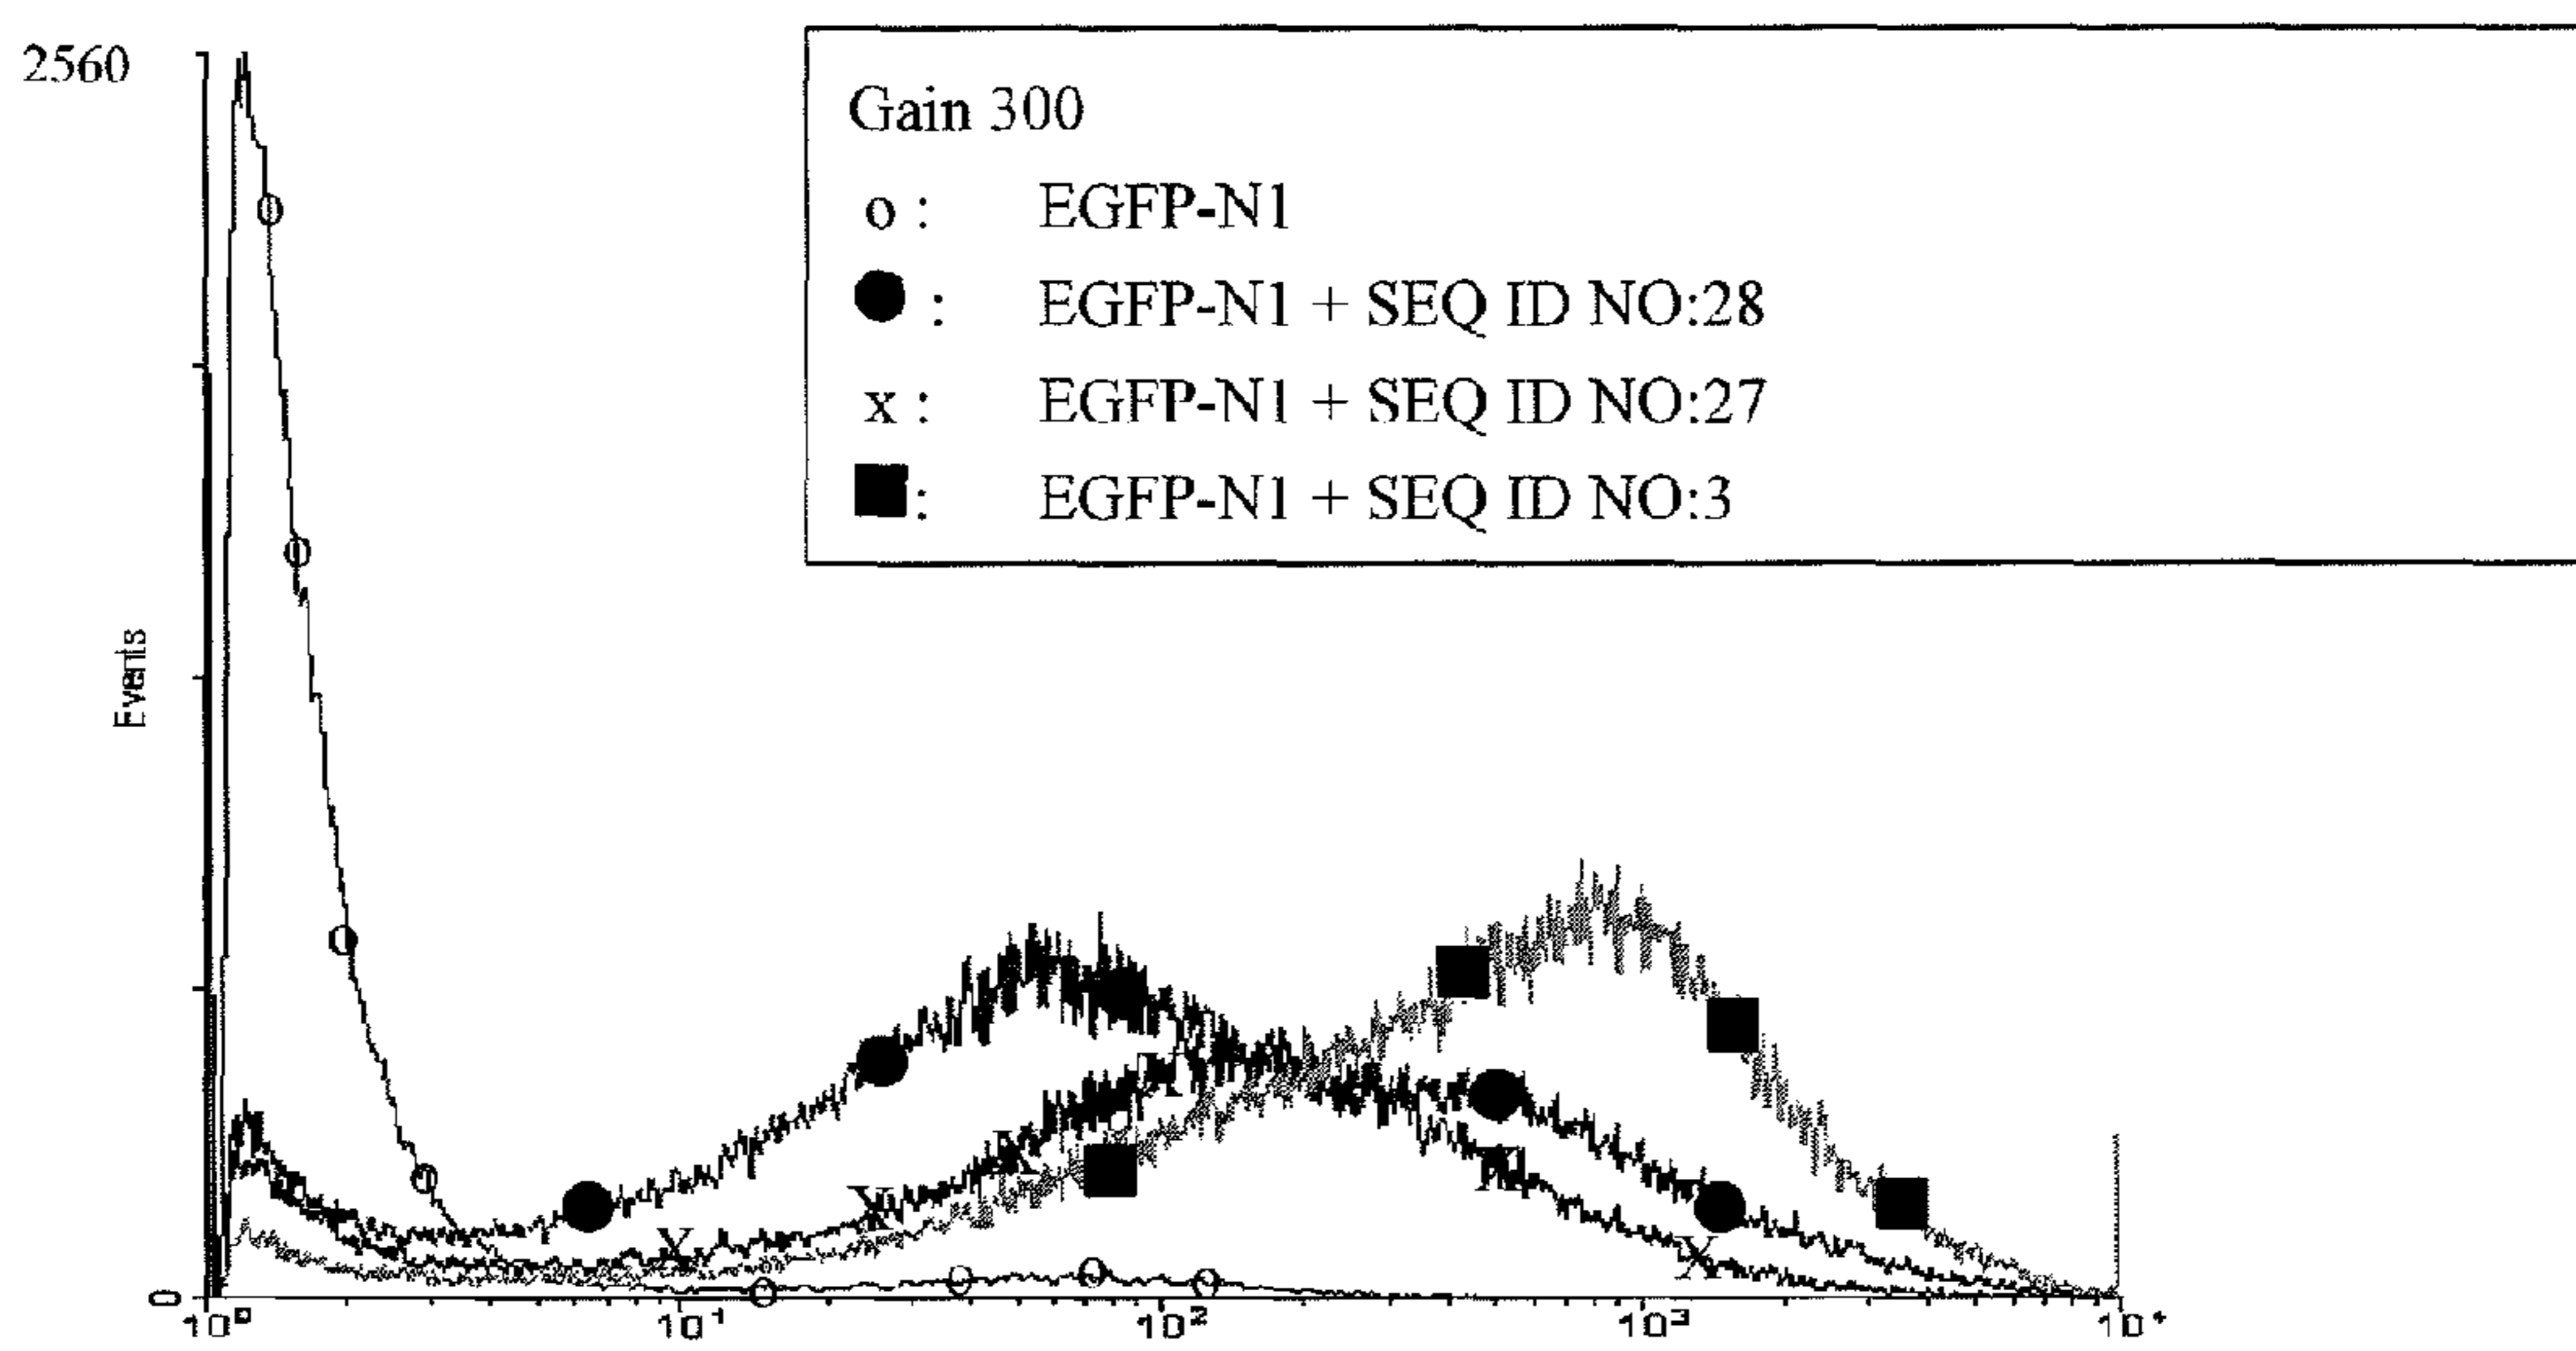 2560
Gain 300
o : EGFP-N1
● : EGFP-N1 + SEQ ID NO:28
x : EGFP-N1 + SEQ ID NO:27
■ : EGFP-N1 + SEQ ID NO:3
Events
0
10⁰ 10¹ 10² 10³ 10⁴